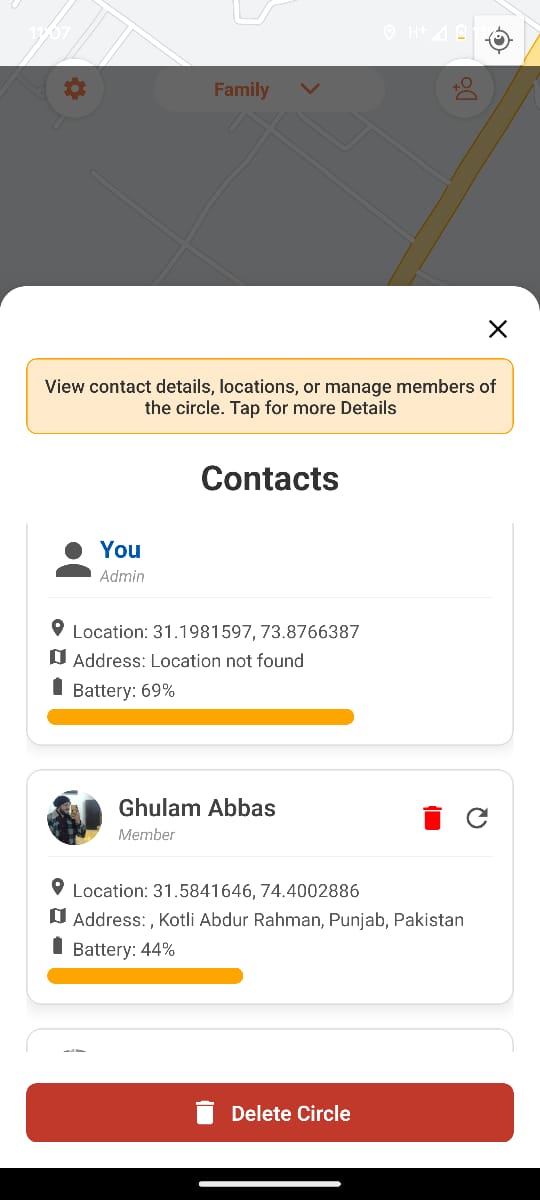 11:07
H+
Family
View contact details, locations, or manage members of
the circle. Tap for more Details
Contacts
You
Admin
Location: 31.1981597, 73.8766387
Address: Location not found
Battery: 69%
Ghulam Abbas
Member
Location: 31.5841646, 74.4002886
Address: , Kotli Abdur Rahman, Punjab, Pakistan
Battery: 44%
Delete Circle